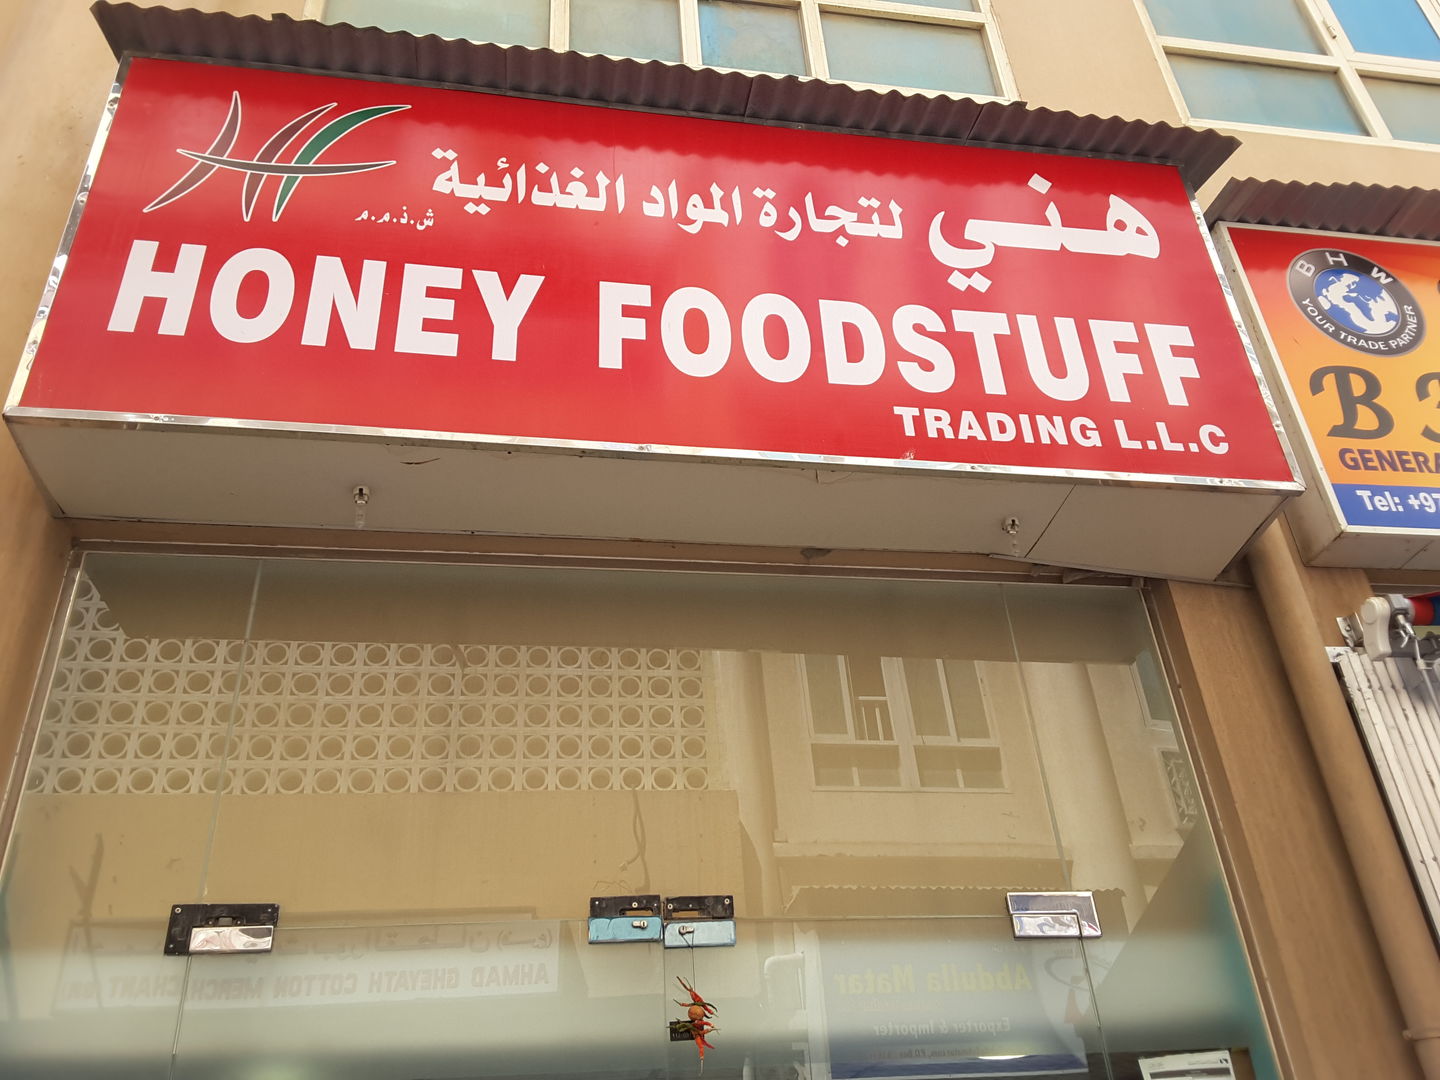 هني لتجارة المواد الغذائية ش.ذ.م.م
HONEY FOODSTUFF
TRADING L.L.C
BHW
YOUR TRADE PARTNER
B 3
GENERA
Tel: +97
AHMAD GHEYATH COTTON MERCHANT
Abdulla Matar
Exporter & Importer